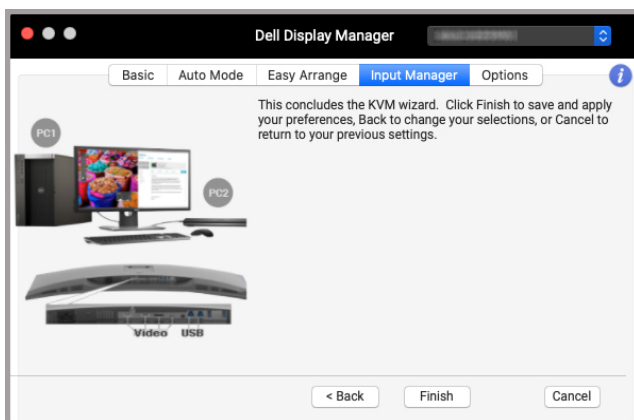 Dell Display Manager
Basic Auto Mode Easy Arrange Input Manager Options
This concludes the KVM wizard. Click Finish to save and apply
your preferences, Back to change your selections, or Cancel to
return to your previous settings.
PC1
PC2
Video USB
< Back Finish Cancel